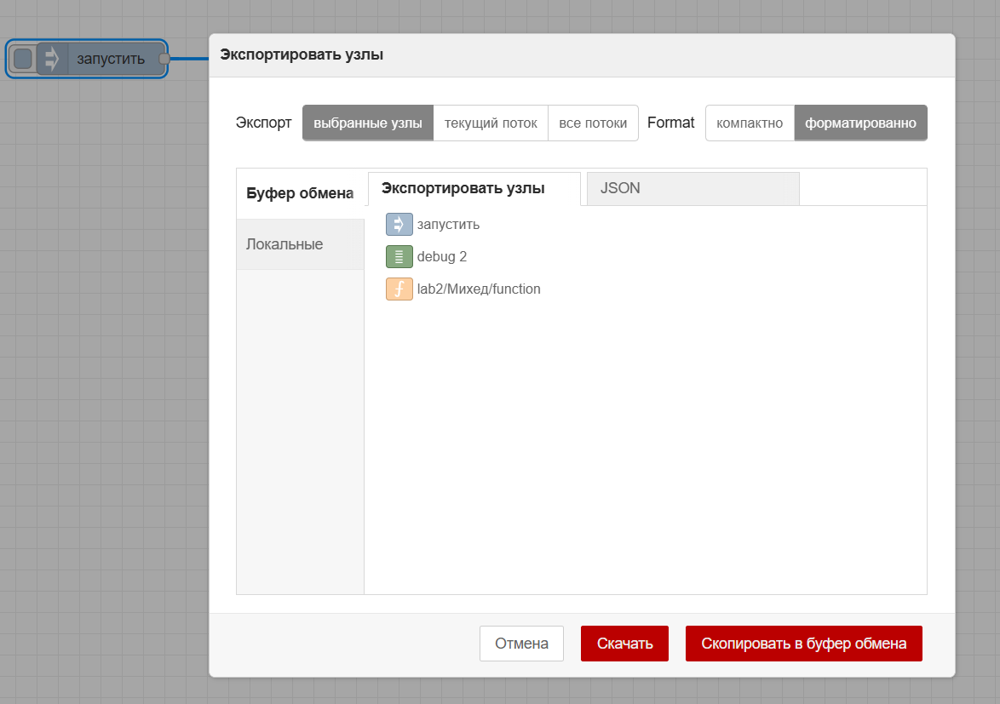 запустить
Экспортировать узлы
Экспорт выбранные узлы текущий поток все потоки Format компактно форматированно
Буфер обмена Экспортировать узлы JSON
запустить
Локальные
debug 2
lab2/Михед/function
Отмена Скачать Скопировать в буфер обмена